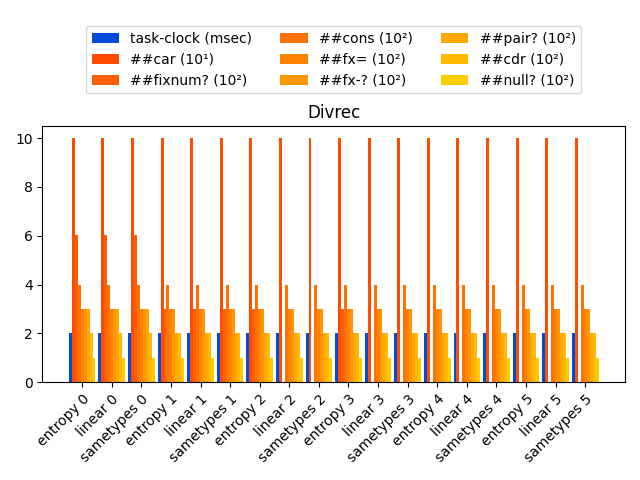 task-clock (msec)
##car (10¹)
##fixnum? (10²)
##cons (10²)
##fx= (10²)
##fx-? (10²)
##pair? (10²)
##cdr (10²)
##null? (10²)
Divrec
10
8
6
4
2
0
entropy 0
linear 0
sametypes 0
entropy 1
linear 1
sametypes 1
entropy 2
linear 2
sametypes 2
entropy 3
linear 3
sametypes 3
entropy 4
linear 4
sametypes 4
entropy 5
linear 5
sametypes 5